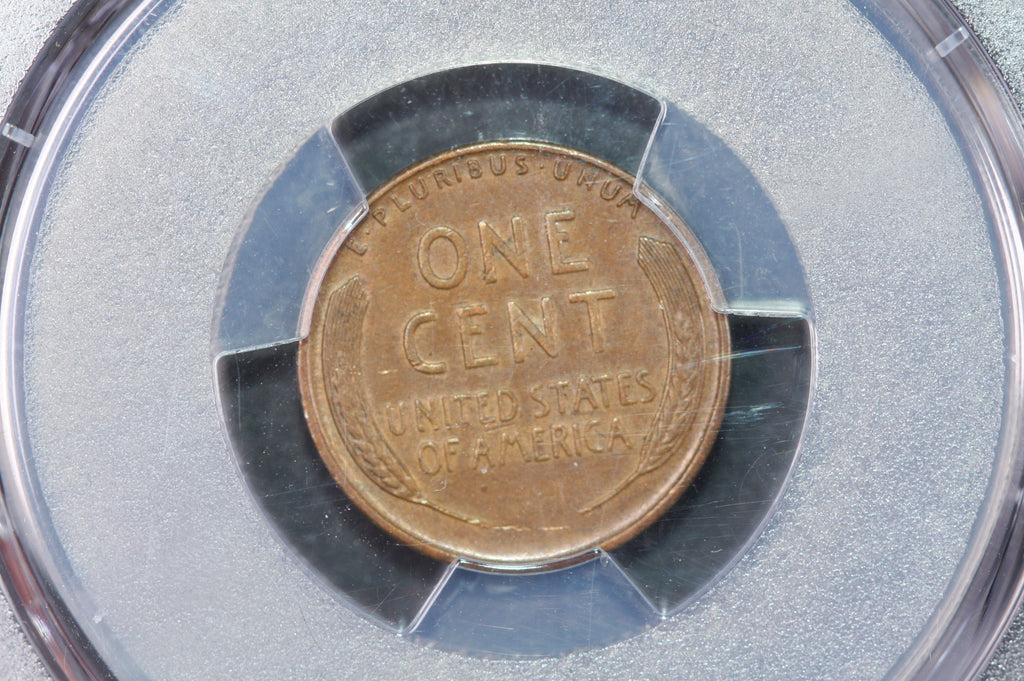 E·PLURIBUS·UNUM
ONE
CENT
UNITED STATES
OF AMERICA